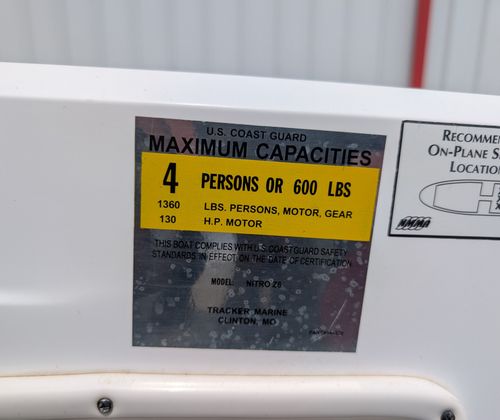 U.S. COAST GUARD
MAXIMUM CAPACITIES
4 PERSONS OR 600 LBS
1360 LBS. PERSONS, MOTOR, GEAR
130 H.P. MOTOR
THIS BOAT COMPLIES WITH U.S COAST GUARD SAFETY
STANDARDS IN EFFECT ON THE DATE OF CERTIFICATION
MODEL: NITRO Z6
TRACKER MARINE
CLINTON, MO
RECOMMEN
ON-PLANE S
LOCATIO
NMMA